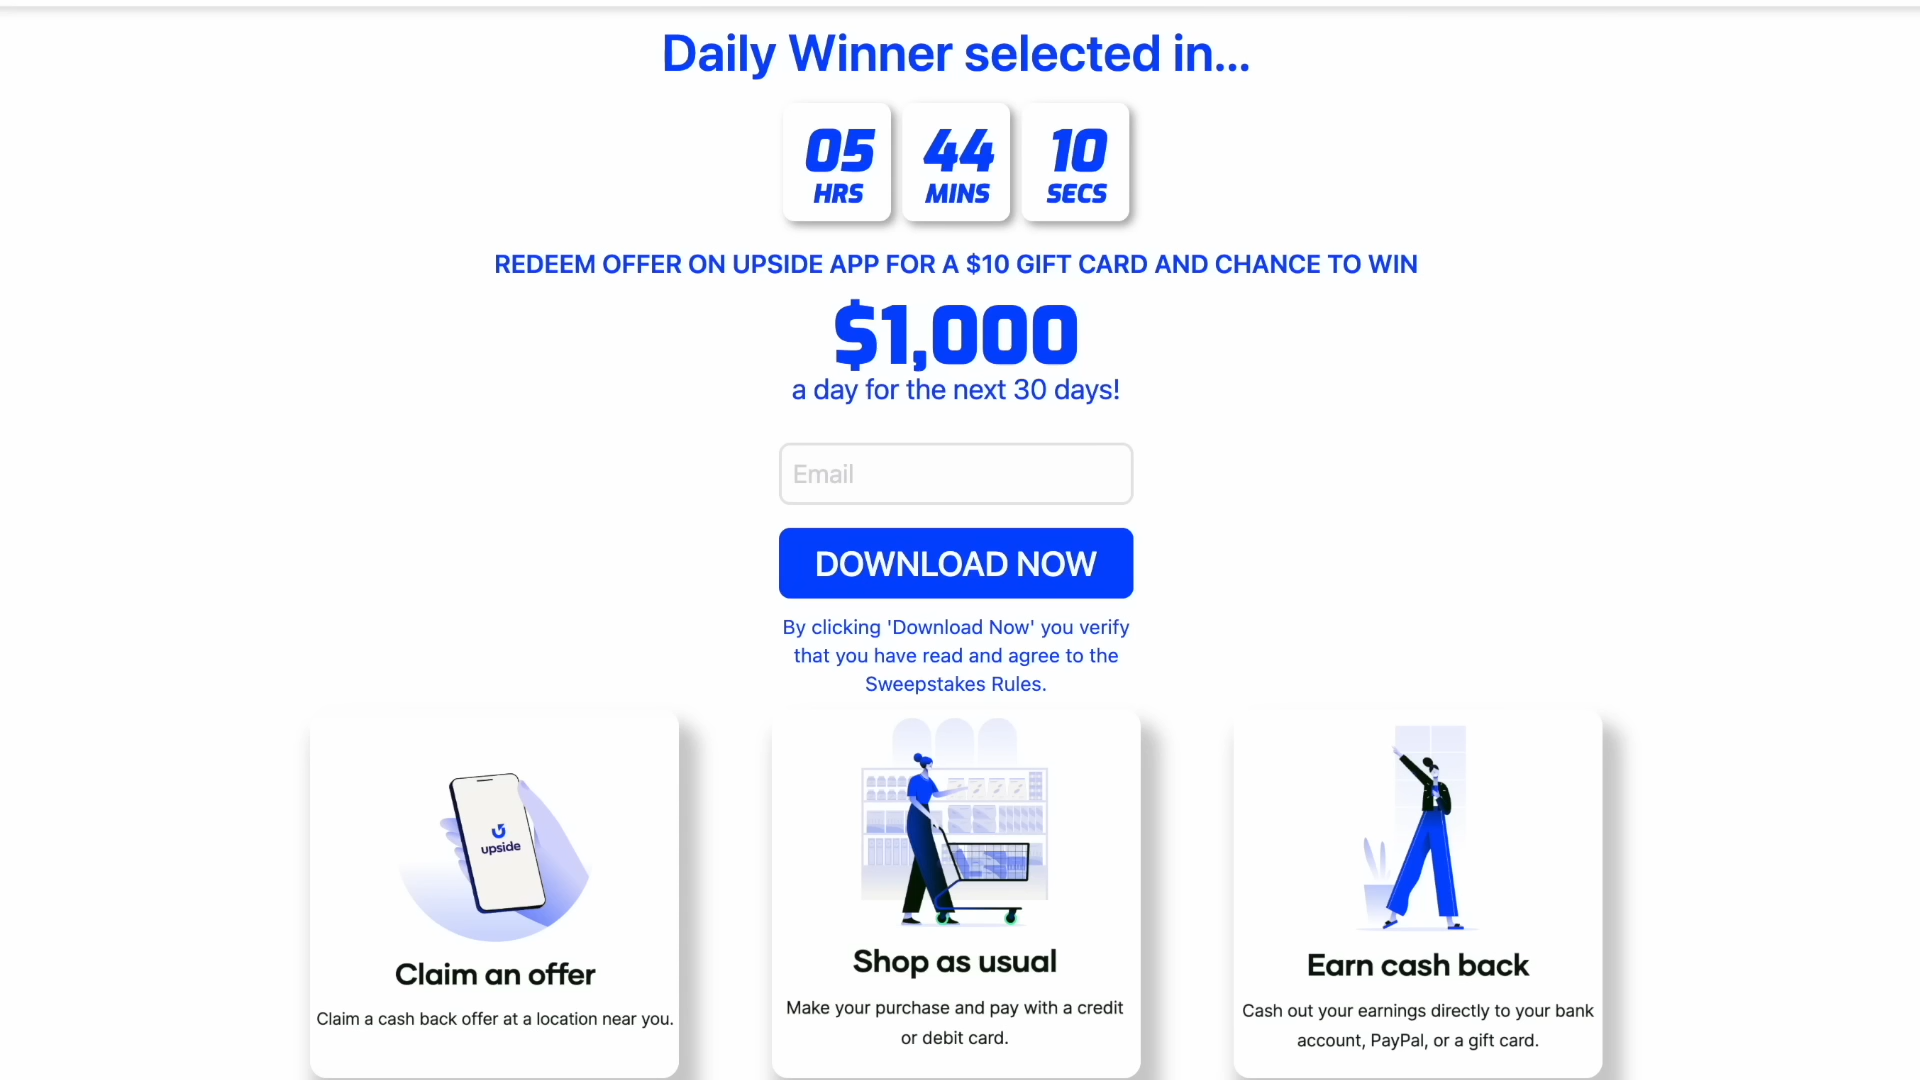 Daily Winner selected in...
05 44 10
HRS MINS SECS
REDEEM OFFER ON UPSIDE APP FOR A $10 GIFT CARD AND CHANCE TO WIN
$1,000
a day for the next 30 days!
Email
DOWNLOAD NOW
By clicking 'Download Now' you verify
that you have read and agree to the
Sweepstakes Rules.
upside
Claim an offer
Claim a cash back offer at a location near you.
Shop as usual
Make your purchase and pay with a credit
or debit card.
Earn cash back
Cash out your earnings directly to your bank
account, PayPal, or a gift card.